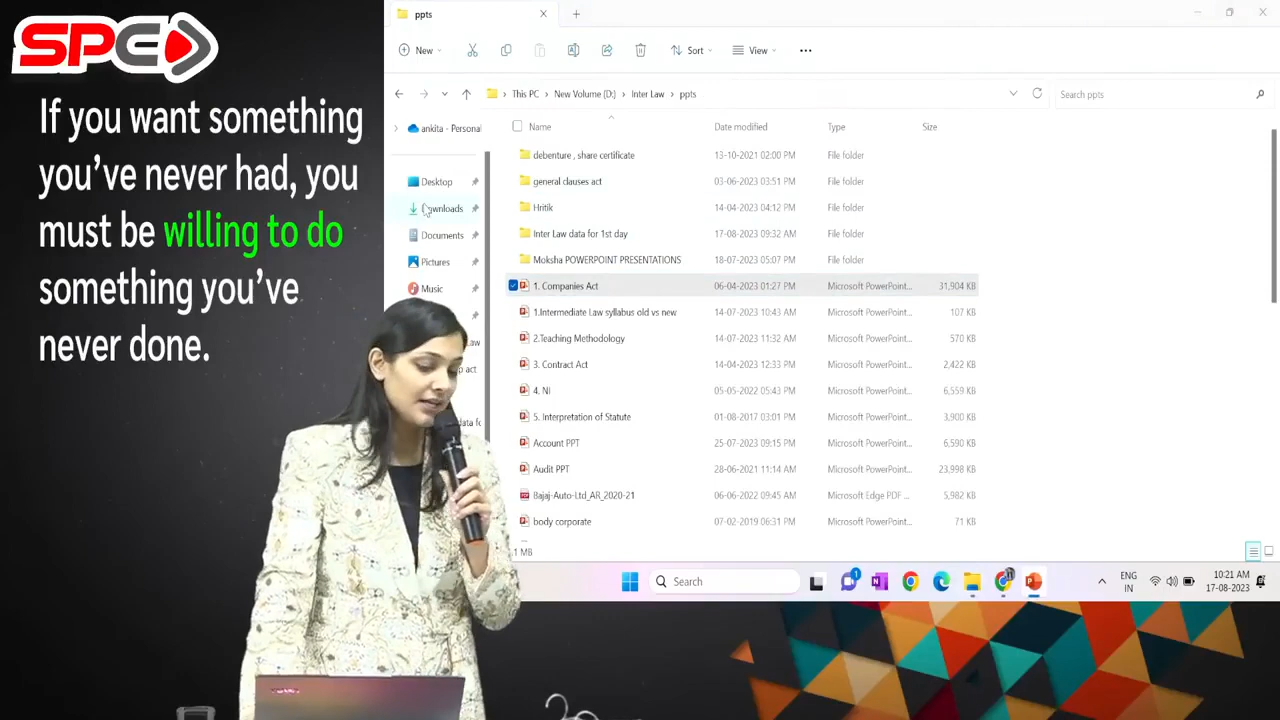 SPE
If you want something
you've never had, you
must be willing to do
something you've
never done.
ppts
New
Sort
View
This PC > New Volume (D:) > Inter Law > ppts
Search ppts
ankita - Personal
Desktop
Downloads
Documents
Pictures
Music
Name Date modified Type Size
debenture , share certificate 13-10-2021 02:00 PM File folder
general clauses act 03-06-2023 03:51 PM File folder
Hritik 14-04-2023 04:12 PM File folder
Inter Law data for 1st day 17-08-2023 09:32 AM File folder
Moksha POWERPOINT PRESENTATIONS 18-07-2023 05:07 PM File folder
1. Companies Act 06-04-2023 01:27 PM Microsoft PowerPoint... 31,904 KB
1.Intermediate Law syllabus old vs new 14-07-2023 10:43 AM Microsoft PowerPoint... 107 KB
2.Teaching Methodology 14-07-2023 11:32 AM Microsoft PowerPoint... 570 KB
3. Contract Act 14-04-2023 12:33 PM Microsoft PowerPoint... 2,422 KB
4. NI 05-05-2022 05:43 PM Microsoft PowerPoint... 6,559 KB
5. Interpretation of Statute 01-08-2017 03:01 PM Microsoft PowerPoint... 3,900 KB
Account PPT 25-07-2023 09:15 PM Microsoft PowerPoint... 6,590 KB
Audit PPT 28-06-2021 11:14 AM Microsoft PowerPoint... 23,998 KB
Bajaj-Auto-Ltd_AR_2020-21 06-06-2022 09:45 AM Microsoft Edge PDF ... 5,982 KB
body corporate 07-02-2019 06:31 PM Microsoft PowerPoint... 71 KB
.1 MB
Search
ENG
IN
10:21 AM
17-08-2023